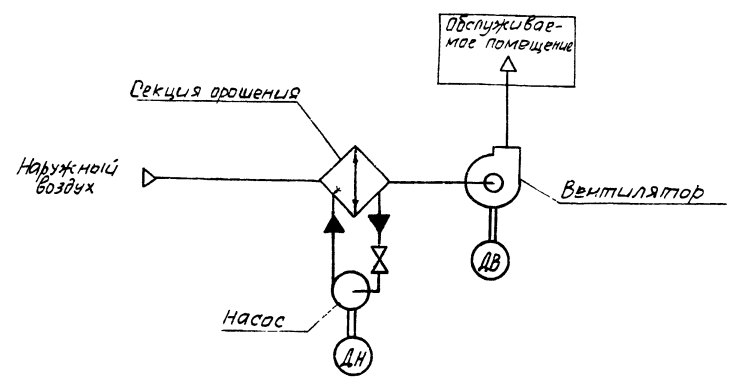 Обслуживае-
мое помещение
Секция орошения
Наружный
воздух
Вентилятор
ДВ
Насос
ДН